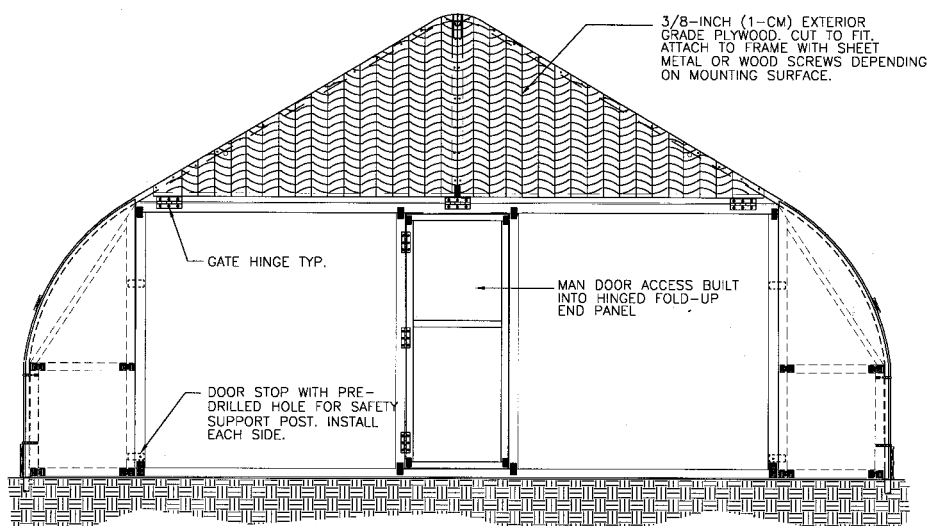 3/8-INCH (1-CM) EXTERIOR
GRADE PLYWOOD. CUT TO FIT.
ATTACH TO FRAME WITH SHEET
METAL OR WOOD SCREWS DEPENDING
ON MOUNTING SURFACE.
GATE HINGE TYP.
MAN DOOR ACCESS BUILT
INTO HINGED FOLD-UP
END PANEL
DOOR STOP WITH PRE-
DRILLED HOLE FOR SAFETY
SUPPORT POST. INSTALL
EACH SIDE.